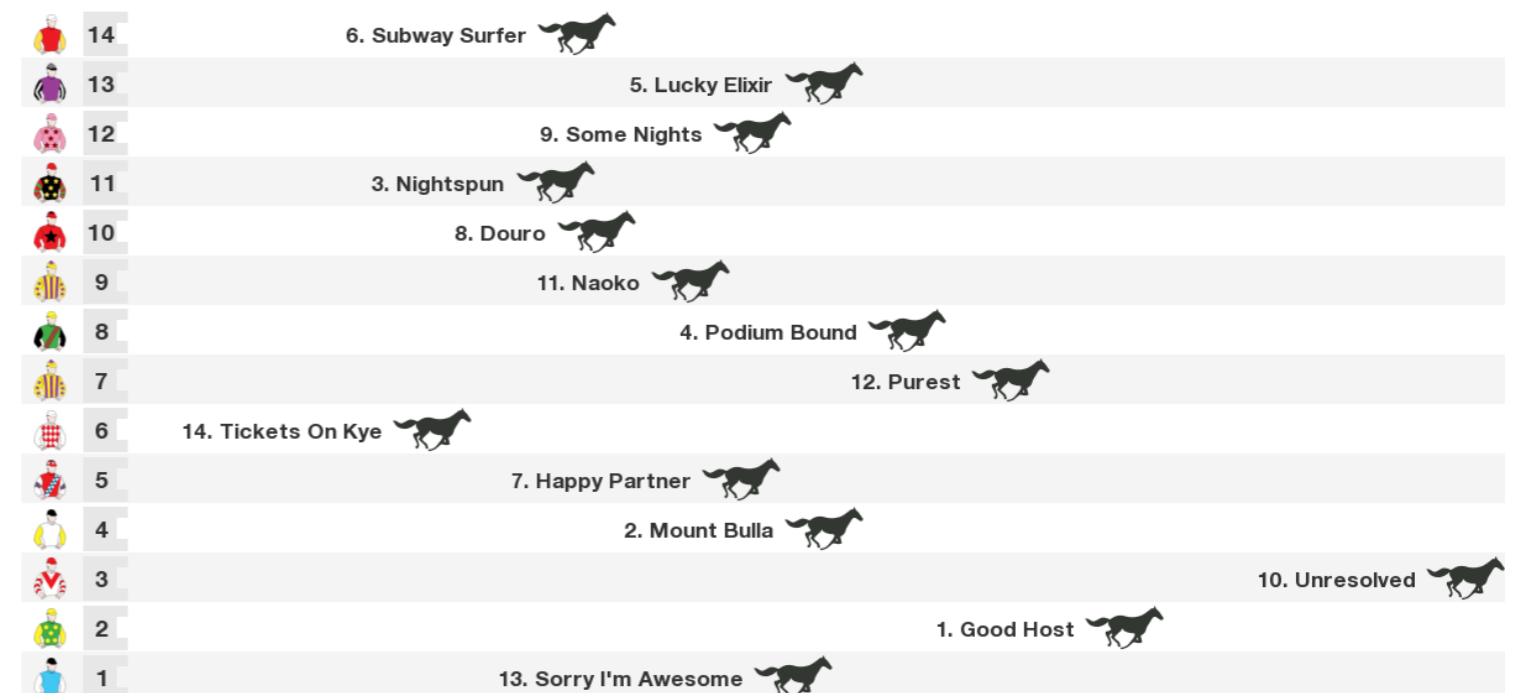 14 6. Subway Surfer
13 5. Lucky Elixir
12 9. Some Nights
11 3. Nightspun
10 8. Douro
9 11. Naoko
8 4. Podium Bound
7 12. Purest
6 14. Tickets On Kye
5 7. Happy Partner
4 2. Mount Bulla
3 10. Unresolved
2 1. Good Host
1 13. Sorry I'm Awesome